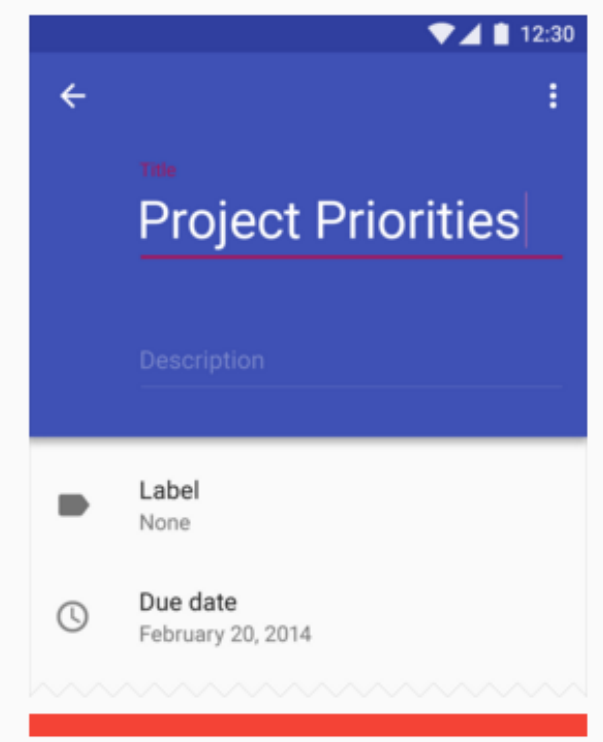 12:30
Title
Project Priorities
Description
Label
None
Due date
February 20, 2014